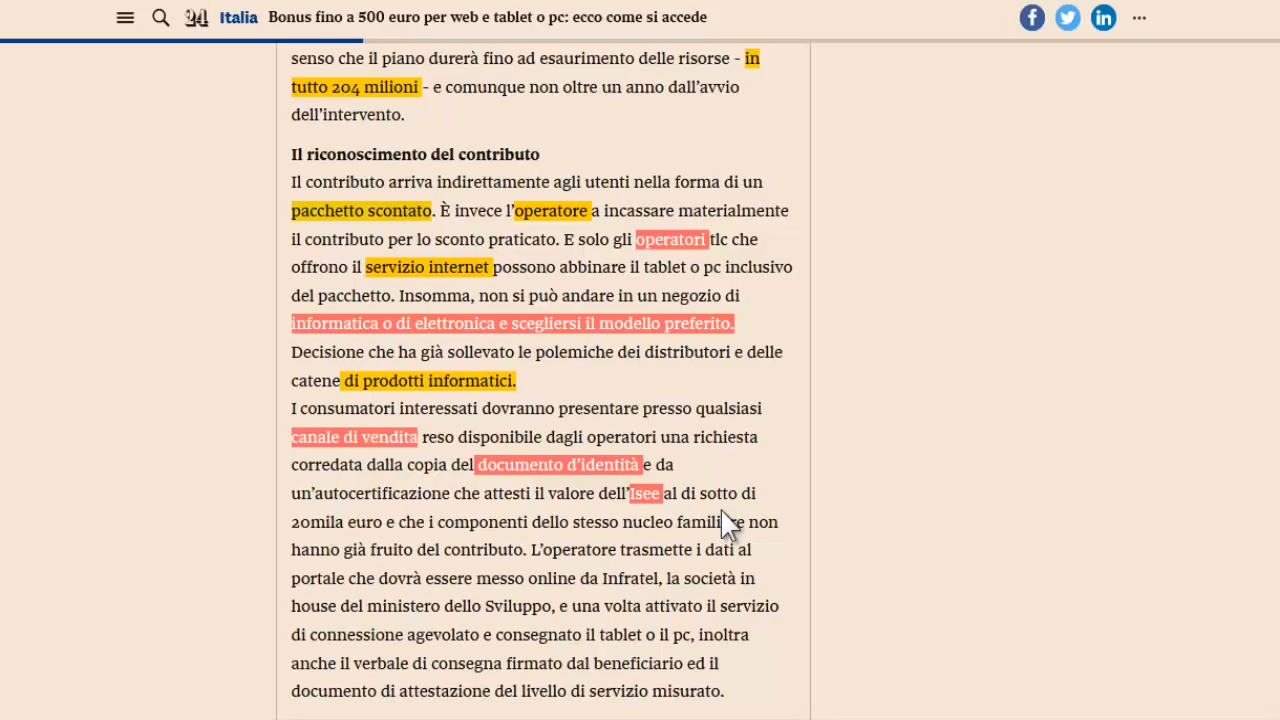 24 Italia Bonus fino a 500 euro per web e tablet o pc: ecco come si accede
senso che il piano durerà fino ad esaurimento delle risorse - in
tutto 204 milioni - e comunque non oltre un anno dall’avvio
dell’intervento.
Il riconoscimento del contributo
Il contributo arriva indirettamente agli utenti nella forma di un
pacchetto scontato. È invece l’operatore a incassare materialmente
il contributo per lo sconto praticato. E solo gli operatori tlc che
offrono il servizio internet possono abbinare il tablet o pc inclusivo
del pacchetto. Insomma, non si può andare in un negozio di
informatica o di elettronica e scegliersi il modello preferito.
Decisione che ha già sollevato le polemiche dei distributori e delle
catene di prodotti informatici.
I consumatori interessati dovranno presentare presso qualsiasi
canale di vendita reso disponibile dagli operatori una richiesta
corredata dalla copia del documento d’identità e da
un’autocertificazione che attesti il valore dell’Isee al di sotto di
20mila euro e che i componenti dello stesso nucleo familiare non
hanno già fruito del contributo. L’operatore trasmette i dati al
portale che dovrà essere messo online da Infratel, la società in
house del ministero dello Sviluppo, e una volta attivato il servizio
di connessione agevolato e consegnato il tablet o il pc, inoltra
anche il verbale di consegna firmato dal beneficiario ed il
documento di attestazione del livello di servizio misurato.